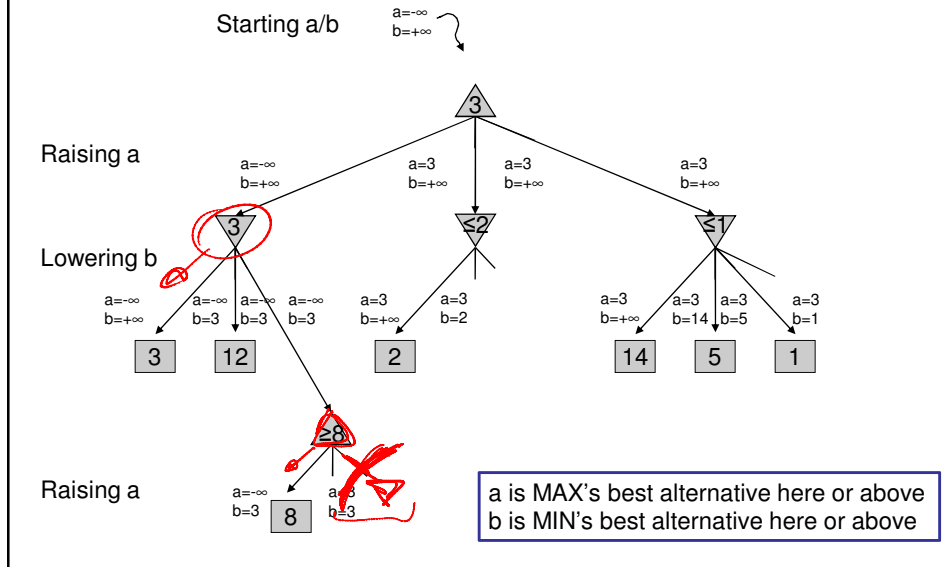 Starting a/b
a=-∞
b=+∞
3
Raising a
a=-∞
b=+∞
a=3
b=+∞
a=3
b=+∞
a=3
b=+∞
3
≤2
≤1
Lowering b
a=-∞
b=+∞
a=-∞
b=3
a=-∞
b=3
a=-∞
b=3
a=3
b=+∞
a=3
b=2
a=3
b=+∞
a=3
b=14
a=3
b=5
a=3
b=1
3
12
2
14
5
1
≥8
Raising a
a=-∞
b=3
8
b=3
a is MAX's best alternative here or above
b is MIN's best alternative here or above